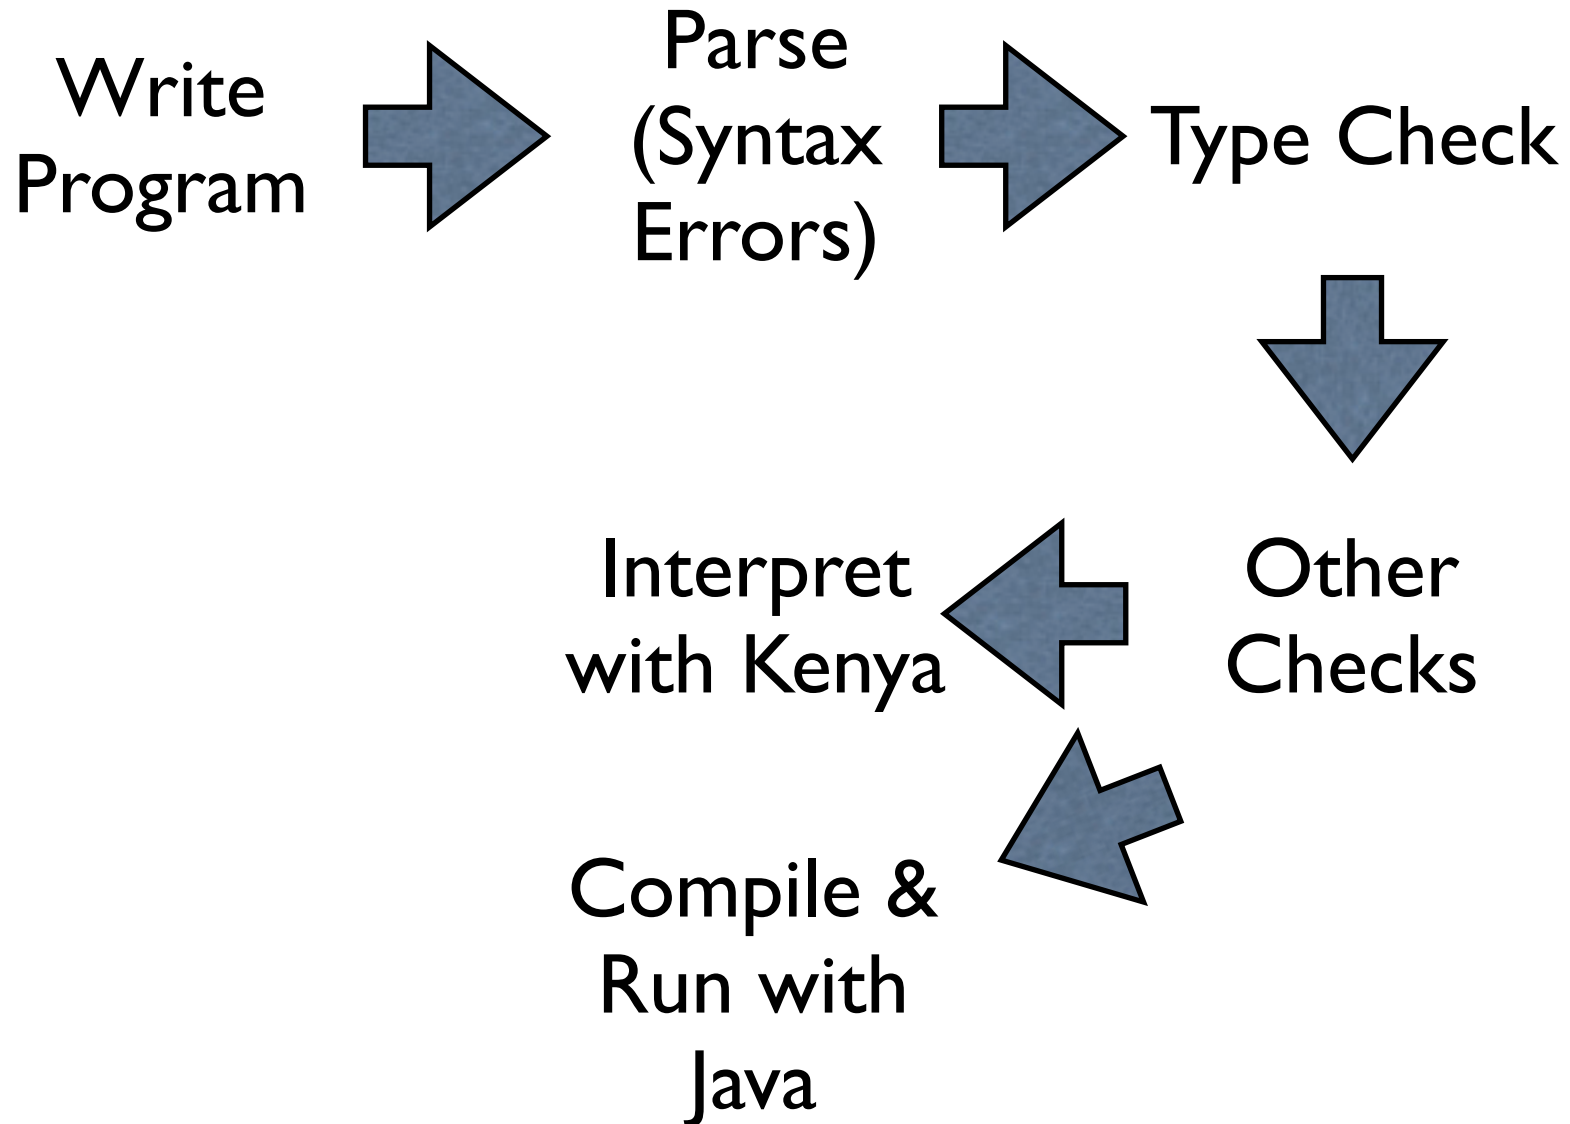 Write
Program
Parse
(Syntax
Errors)
Type Check
Other
Checks
Interpret
with Kenya
Compile &
Run with
Java